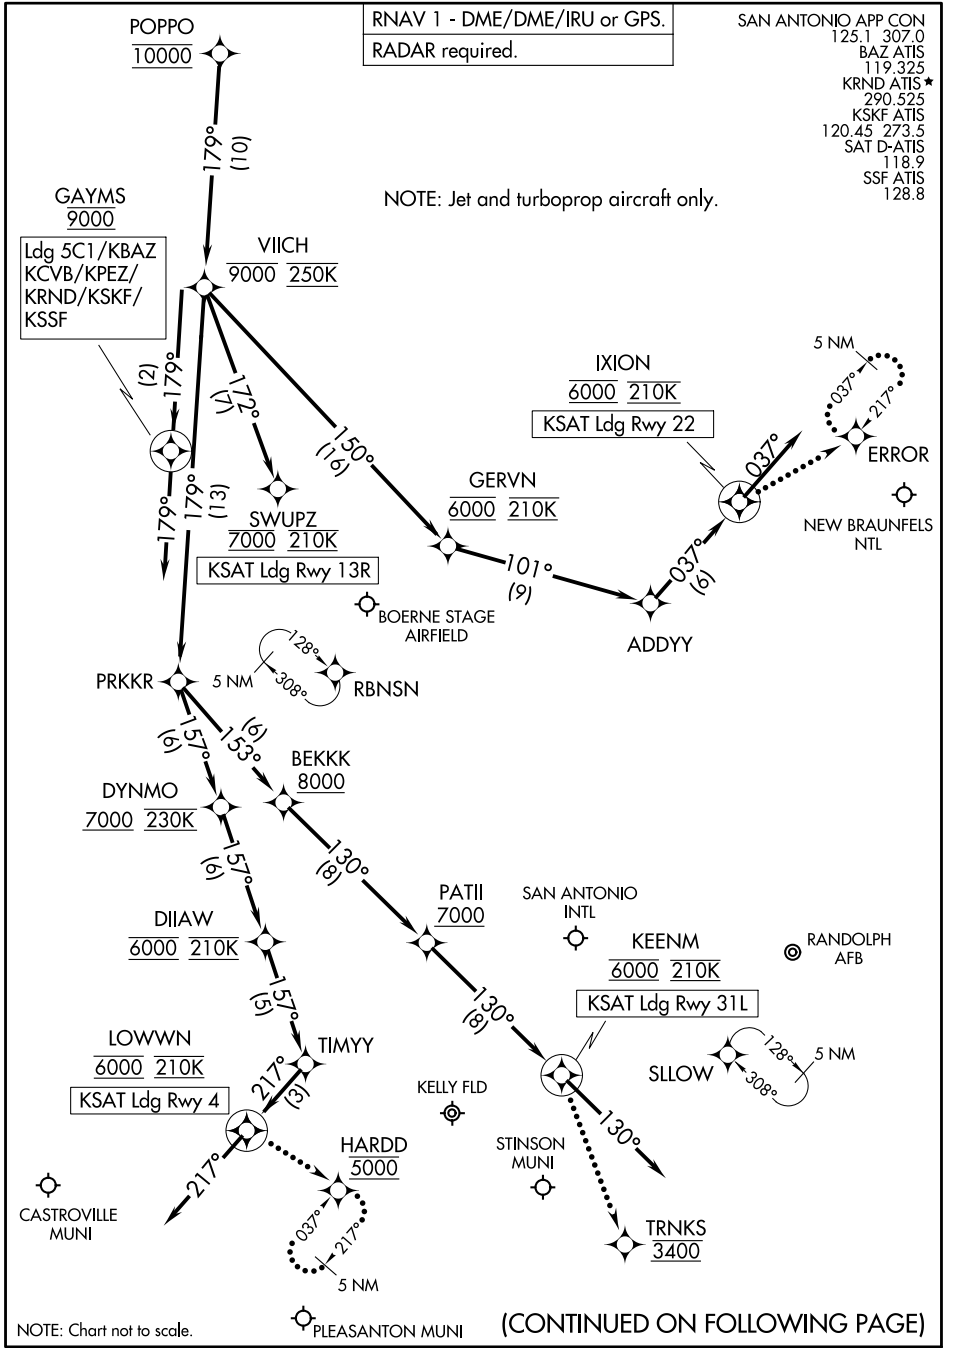 RNAV 1 - DME/DME/IRU or GPS.
RADAR required.
SAN ANTONIO APP CON
125.1 307.0
BAZ ATIS
119.325
KRND ATIS★
290.525
KSKF ATIS
120.45 273.5
SAT D-ATIS
118.9
SSF ATIS
128.8
POPPO
10000
179°
(10)
NOTE: Jet and turboprop aircraft only.
GAYMS
9000
Ldg 5C1/KBAZ
KCVB/KPEZ/
KRND/KSKF/
KSSF
VIICH
9000 250K
(2)
179°
179°
179°
(13)
172°
(7)
150°
(16)
SWUPZ
7000 210K
KSAT Ldg Rwy 13R
GERVN
6000 210K
101°
(9)
IXION
6000 210K
KSAT Ldg Rwy 22
037°
5 NM
037°
217°
ERROR
NEW BRAUNFELS
NTL
037°
(6)
ADDYY
BOERNE STAGE
AIRFIELD
128°
308°
5 NM
RBNSN
PRKKR
157°
(6)
153°
(6)
BEKKK
8000
DYNMO
7000 230K
157°
(6)
130°
(8)
DIIAW
6000 210K
PATII
7000
SAN ANTONIO
INTL
KEENM
6000 210K
KSAT Ldg Rwy 31L
RANDOLPH
AFB
157°
(5)
130°
(8)
LOWWN
6000 210K
KSAT Ldg Rwy 4
TIMYY
217°
(3)
KELLY FLD
SLLOW
128°
308°
5 NM
130°
217°
HARDD
5000
STINSON
MUNI
CASTROVILLE
MUNI
037°
217°
5 NM
TRNKS
3400
NOTE: Chart not to scale.
PLEASANTON MUNI
(CONTINUED ON FOLLOWING PAGE)